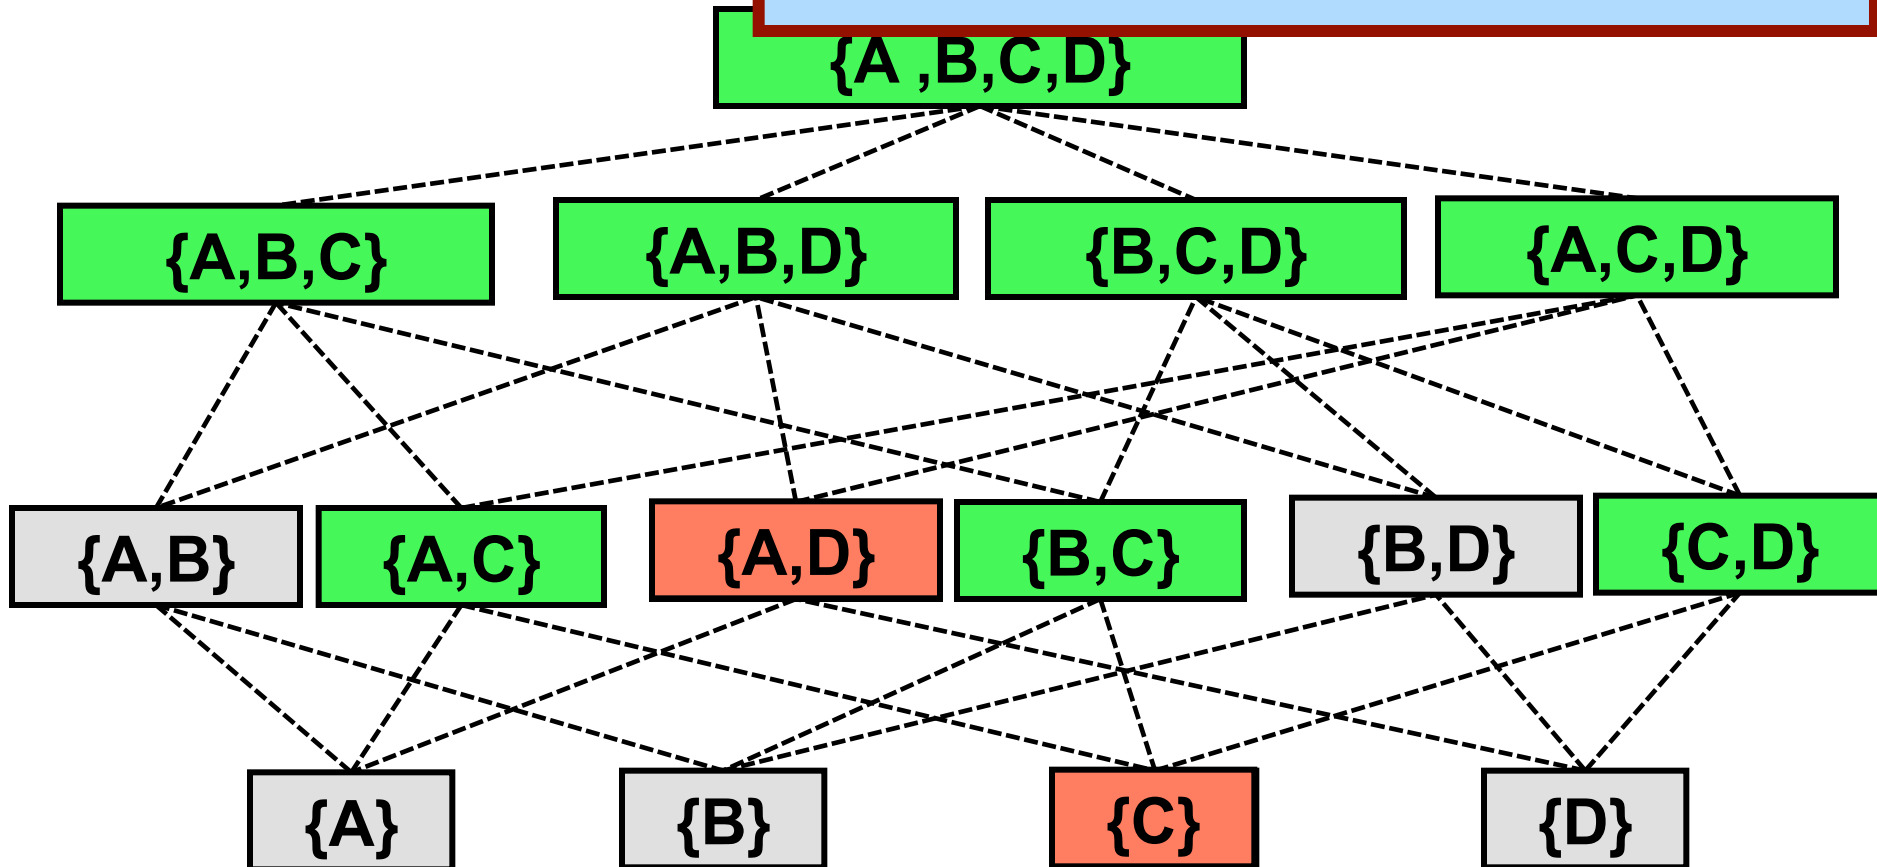 {A ,B,C,D}
{A,B,C}
{A,B,D}
{B,C,D}
{A,C,D}
{A,B}
{A,C}
{A,D}
{B,C}
{B,D}
{C,D}
{A}
{B}
{C}
{D}